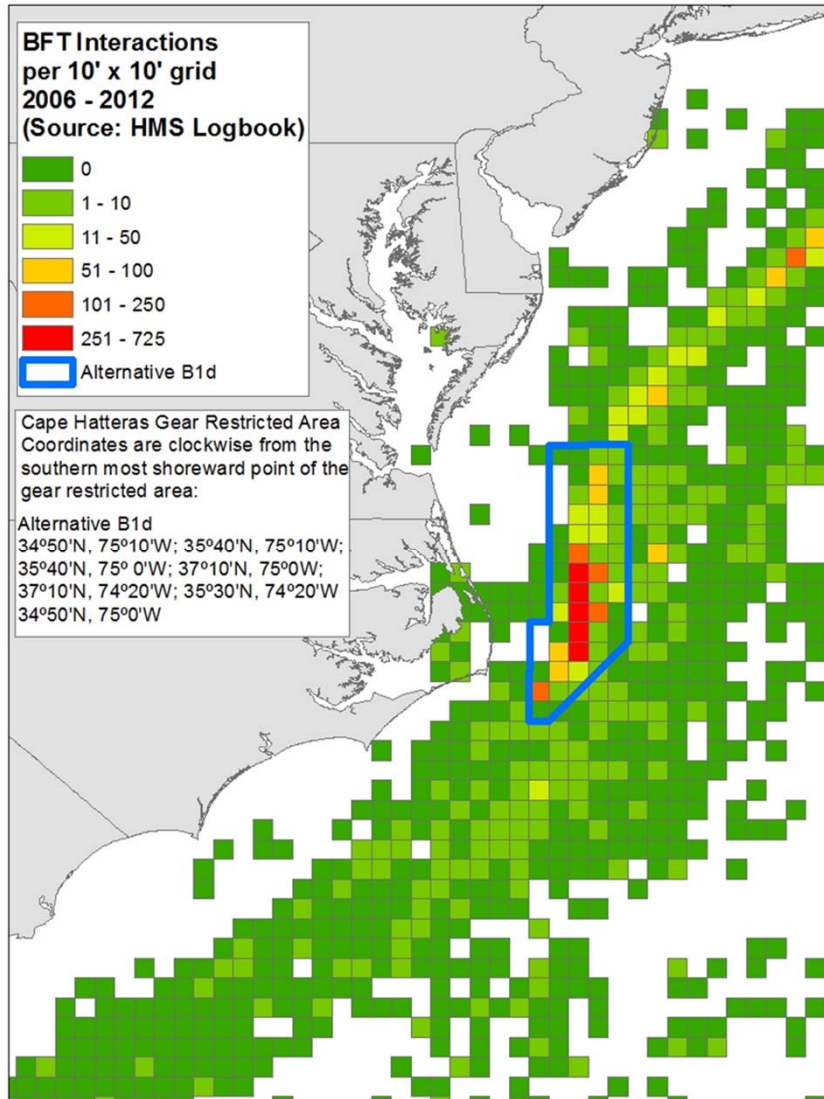 BFT Interactions
per 10' x 10' grid
2006 - 2012
(Source: HMS Logbook)
0
1 - 10
11 - 50
51 - 100
101 - 250
251 - 725
Alternative B1d
Cape Hatteras Gear Restricted Area
Coordinates are clockwise from the
southern most shoreward point of the
gear restricted area:
Alternative B1d
34º50'N, 75º10'W; 35º40'N, 75º10'W;
35º40'N, 75º 0'W; 37º10'N, 75º0W;
37º10'N, 74º20'W; 35º30'N, 74º20'W
34º50'N, 75º0'W